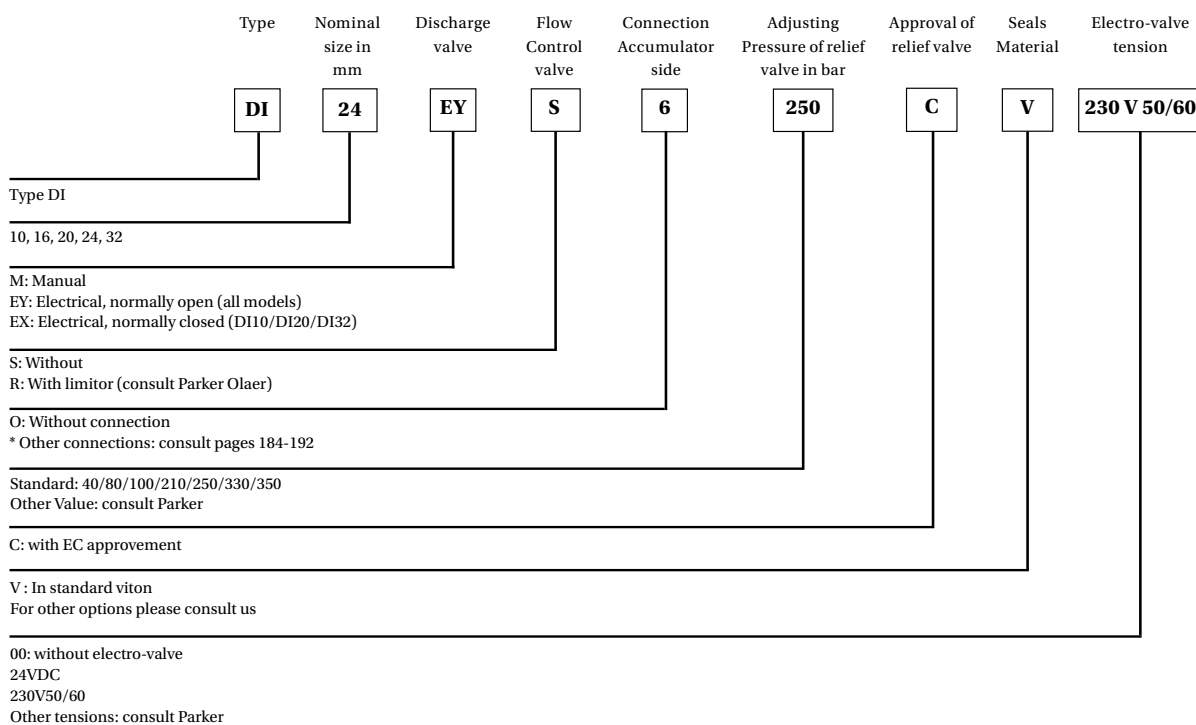 Type
Nominal
size in
mm
Discharge
valve
Flow
Control
valve
Connection
Accumulator
side
Adjusting
Pressure of relief
valve in bar
Approval of
relief valve
Seals
Material
Electro-valve
tension
DI
24
EY
S
6
250
C
V
230 V 50/60
Type DI
10, 16, 20, 24, 32
M: Manual
EY: Electrical, normally open (all models)
EX: Electrical, normally closed (DI10/DI20/DI32)
S: Without
R: With limitor (consult Parker Olaer)
O: Without connection
* Other connections: consult pages 184-192
Standard: 40/80/100/210/250/330/350
Other Value: consult Parker
C: with EC approvement
V : In standard viton
For other options please consult us
00: without electro-valve
24VDC
230V50/60
Other tensions: consult Parker